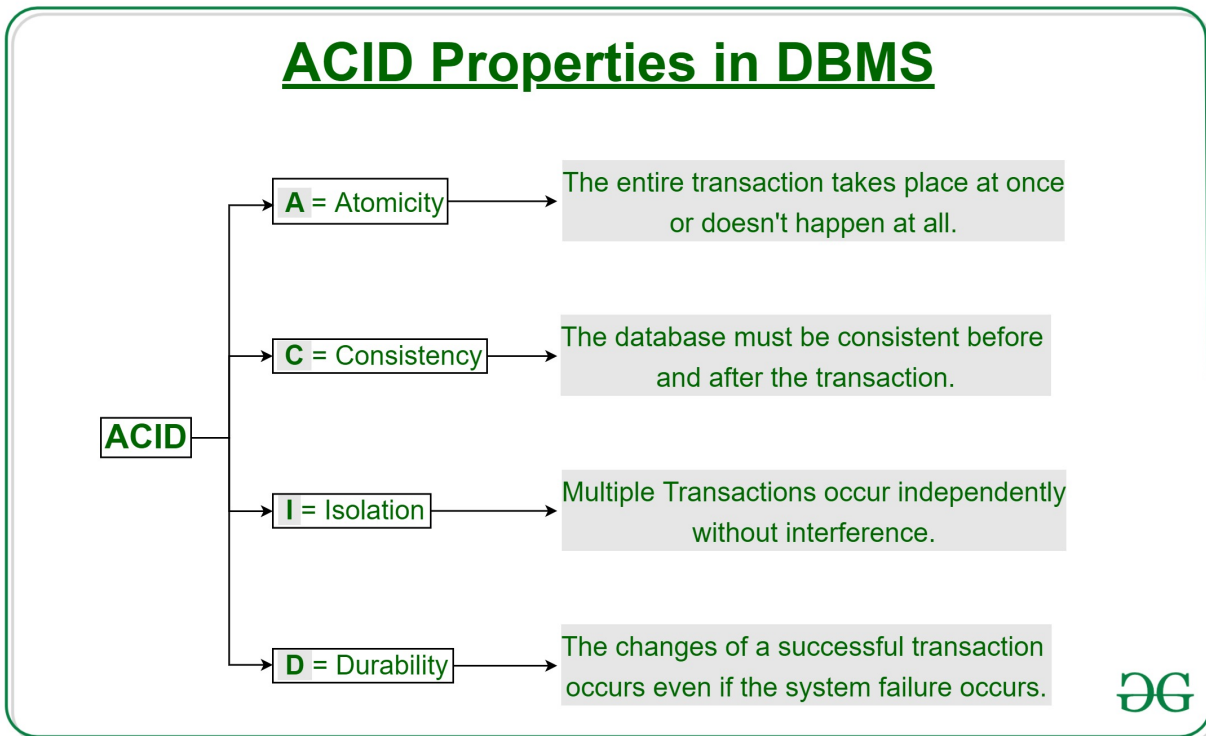 ACID Properties in DBMS
A = Atomicity
The entire transaction takes place at once
or doesn't happen at all.
C = Consistency
The database must be consistent before
and after the transaction.
ACID
I = Isolation
Multiple Transactions occur independently
without interference.
D = Durability
The changes of a successful transaction
occurs even if the system failure occurs.